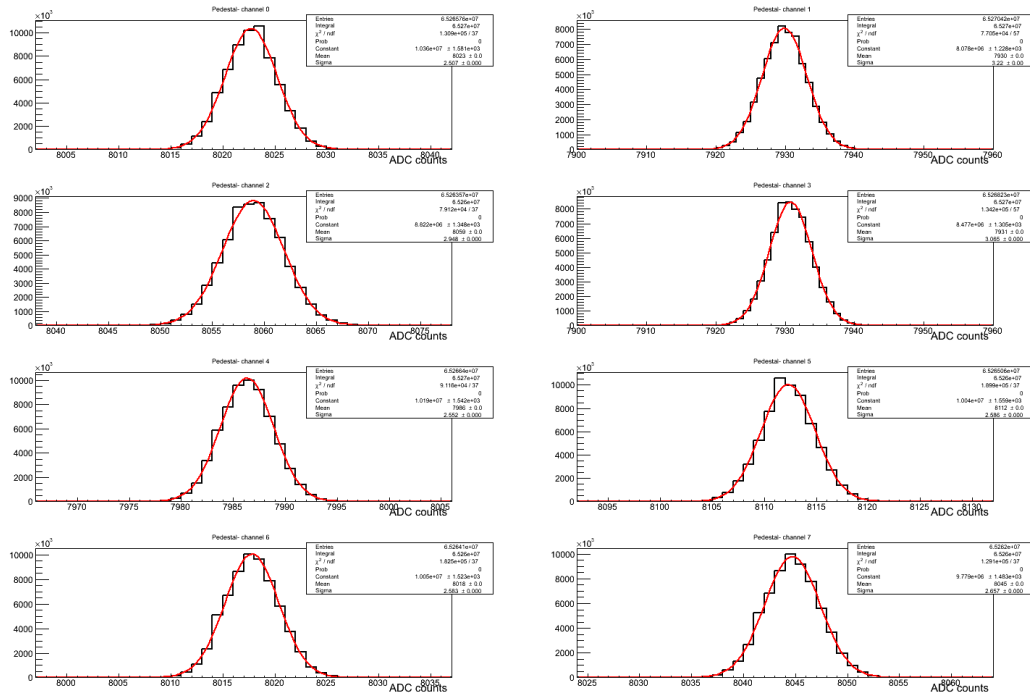 Pedestal- channel 0
Entries 6.526576e+07
Integral 6.527e+07
χ² / ndf 1.309e+05 / 37
Prob 0
Constant 1.036e+07 ± 1.581e+03
Mean 8023 ± 0.0
Sigma 2.507 ± 0.000
×10³
10000
8000
6000
4000
2000
0
8005 8010 8015 8020 8025 8030 8035 8040
ADC counts
Pedestal- channel 1
Entries 6.527042e+07
Integral 6.527e+07
χ² / ndf 7.705e+04 / 57
Prob 0
Constant 8.078e+06 ± 1.228e+03
Mean 7930 ± 0.0
Sigma 3.22 ± 0.00
×10³
8000
7000
6000
5000
4000
3000
2000
1000
0
7900 7910 7920 7930 7940 7950 7960
ADC counts
Pedestal- channel 2
Entries 6.526357e+07
Integral 6.526e+07
χ² / ndf 7.912e+04 / 37
Prob 0
Constant 8.822e+06 ± 1.348e+03
Mean 8059 ± 0.0
Sigma 2.948 ± 0.000
×10³
9000
8000
7000
6000
5000
4000
3000
2000
1000
0
8040 8045 8050 8055 8060 8065 8070 8075
ADC counts
Pedestal- channel 3
Entries 6.526823e+07
Integral 6.527e+07
χ² / ndf 1.342e+05 / 57
Prob 0
Constant 8.477e+06 ± 1.305e+03
Mean 7931 ± 0.0
Sigma 3.065 ± 0.000
×10³
8000
7000
6000
5000
4000
3000
2000
1000
0
7900 7910 7920 7930 7940 7950 7960
ADC counts
Pedestal- channel 4
Entries 6.52664e+07
Integral 6.527e+07
χ² / ndf 9.116e+04 / 37
Prob 0
Constant 1.019e+07 ± 1.542e+03
Mean 7986 ± 0.0
Sigma 2.552 ± 0.000
×10³
10000
8000
6000
4000
2000
0
7970 7975 7980 7985 7990 7995 8000 8005
ADC counts
Pedestal- channel 5
Entries 6.526506e+07
Integral 6.526e+07
χ² / ndf 1.899e+05 / 37
Prob 0
Constant 1.004e+07 ± 1.559e+03
Mean 8112 ± 0.0
Sigma 2.586 ± 0.000
×10³
10000
8000
6000
4000
2000
0
8095 8100 8105 8110 8115 8120 8125 8130
ADC counts
Pedestal- channel 6
Entries 6.52641e+07
Integral 6.526e+07
χ² / ndf 1.825e+05 / 37
Prob 0
Constant 1.005e+07 ± 1.523e+03
Mean 8018 ± 0.0
Sigma 2.583 ± 0.000
×10³
10000
8000
6000
4000
2000
0
8000 8005 8010 8015 8020 8025 8030 8035
ADC counts
Pedestal- channel 7
Entries 6.5262e+07
Integral 6.526e+07
χ² / ndf 1.291e+05 / 37
Prob 0
Constant 9.779e+06 ± 1.483e+03
Mean 8045 ± 0.0
Sigma 2.657 ± 0.000
×10³
10000
8000
6000
4000
2000
0
8025 8030 8035 8040 8045 8050 8055 8060
ADC counts